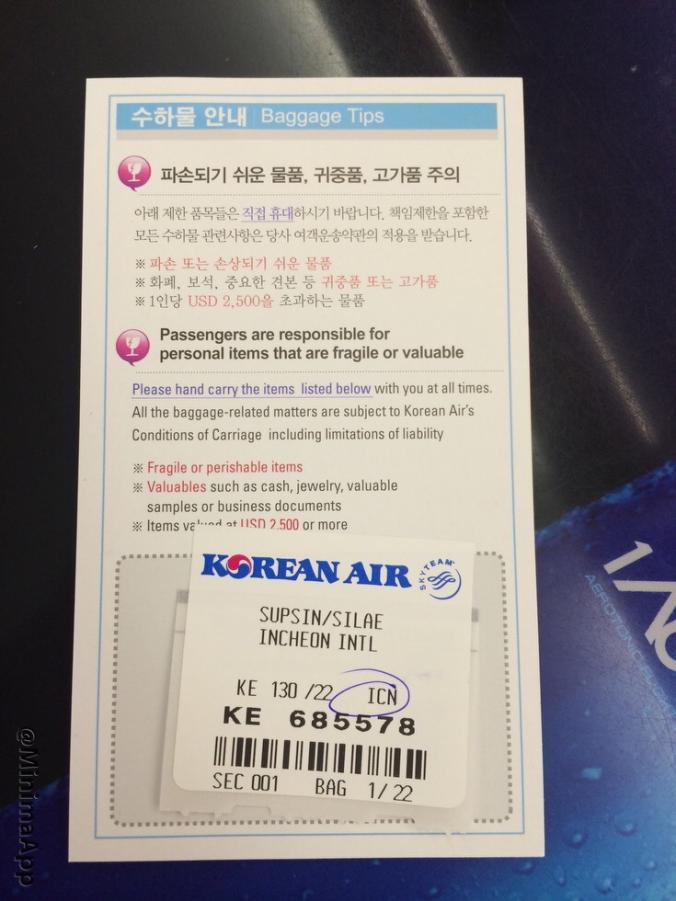 수하물 안내 | Baggage Tips
파손되기 쉬운 물품, 귀중품, 고가품 주의
아래 제한 품목들은 직접 휴대하시기 바랍니다. 책임제한을 포함한
모든 수하물 관련사항은 당사 여객운송약관의 적용을 받습니다.
※ 파손 또는 손상되기 쉬운 물품
※ 화폐, 보석, 중요한 견본 등 귀중품 또는 고가품
※ 1인당 USD 2,500을 초과하는 물품
Passengers are responsible for
personal items that are fragile or valuable
Please hand carry the items listed below with you at all times.
All the baggage-related matters are subject to Korean Air's
Conditions of Carriage including limitations of liability
※ Fragile or perishable items
※ Valuables such as cash, jewelry, valuable
samples or business documents
※ Items valued at USD 2,500 or more
KOREAN AIR SKYTEAM
SUPSIN/SILAE
INCHEON INTL
KE 130 /22 ICN
KE 685578
SEC 001 BAG 1/22
@MinimaApp